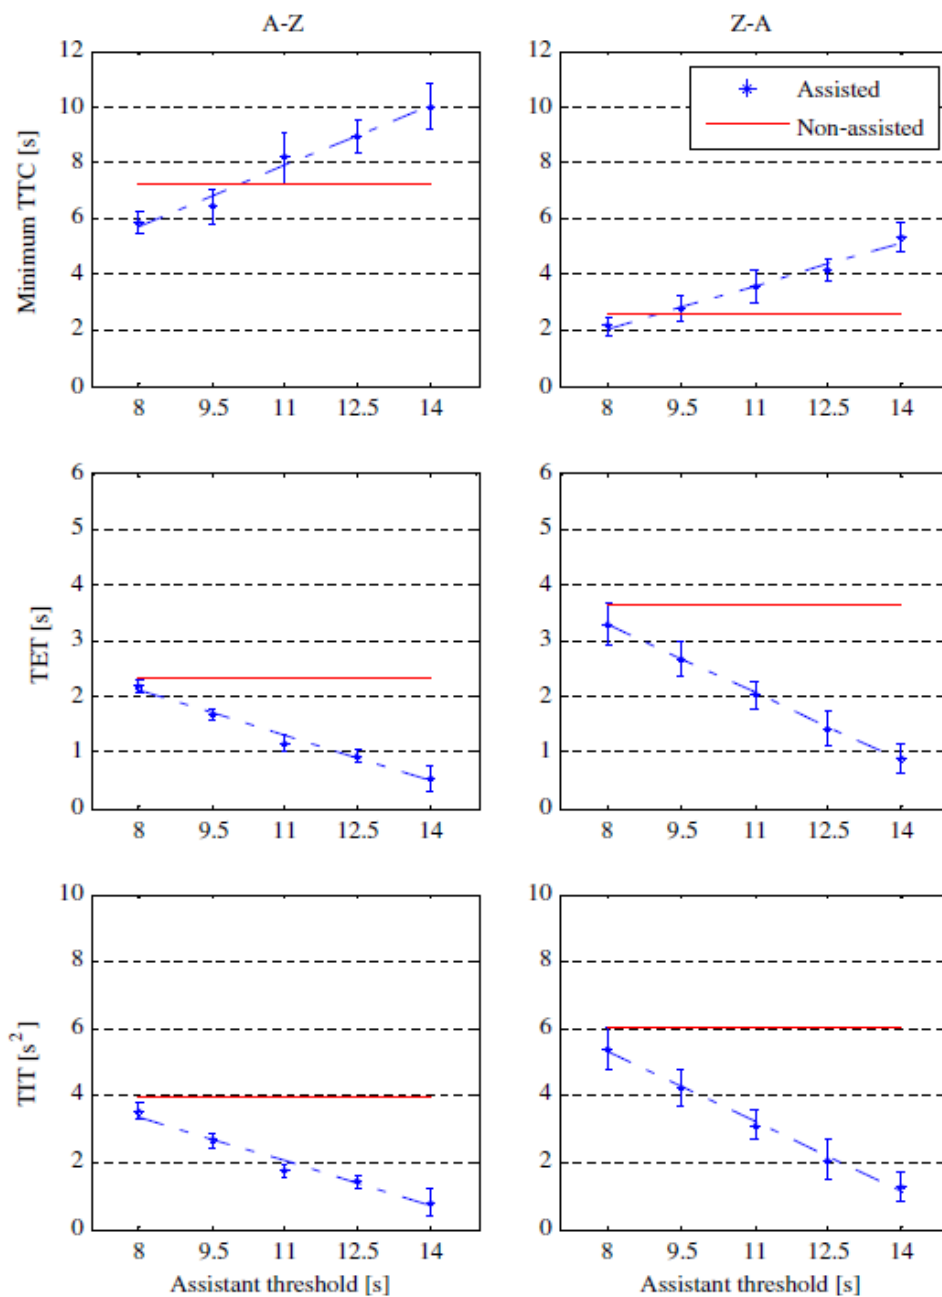 A-Z Z-A
12 12
10 10 Assisted
8 8 Non-assisted
Minimum TTC [s]
6 6
4 4
2 2
0 0
8 9.5 11 12.5 14 8 9.5 11 12.5 14
6 6
5 5
4 4
TET [s]
3 3
2 2
1 1
0 0
8 9.5 11 12.5 14 8 9.5 11 12.5 14
10 10
8 8
6 6
TIT [s²]
4 4
2 2
0 0
8 9.5 11 12.5 14 8 9.5 11 12.5 14
Assistant threshold [s] Assistant threshold [s]